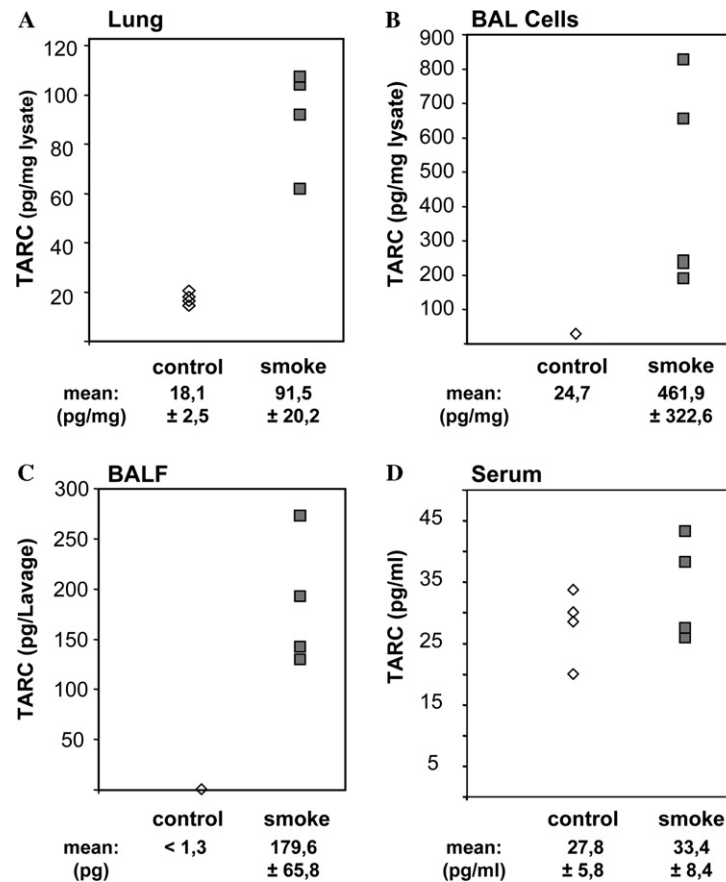 A Lung
TARC (pg/mg lysate)
120
100
80
60
40
20
control smoke
mean: 18,1 91,5
(pg/mg) ± 2,5 ± 20,2
B BAL Cells
TARC (pg/mg lysate)
900
800
700
600
500
400
300
200
100
control smoke
mean: 24,7 461,9
(pg/mg) ± 322,6
C BALF
TARC (pg/Lavage)
300
250
200
150
100
50
control smoke
mean: < 1,3 179,6
(pg) ± 65,8
D Serum
TARC (pg/ml)
45
35
25
15
5
control smoke
mean: 27,8 33,4
(pg/ml) ± 5,8 ± 8,4